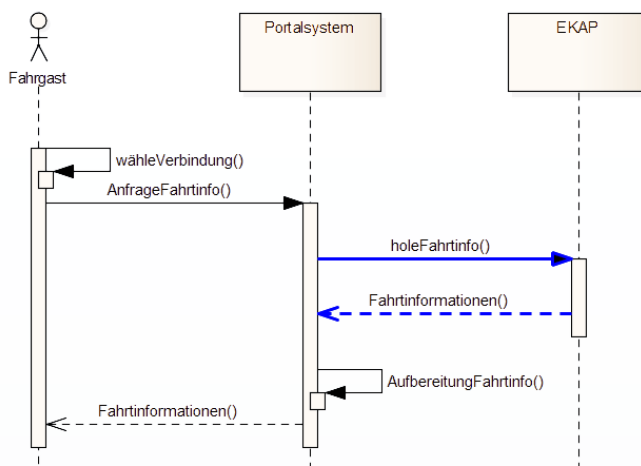 Portalsystem
EKAP
Fahrgast
wähleVerbindung()
AnfrageFahrtinfo()
holeFahrtinfo()
Fahrtinformationen()
AufbereitungFahrtinfo()
Fahrtinformationen()